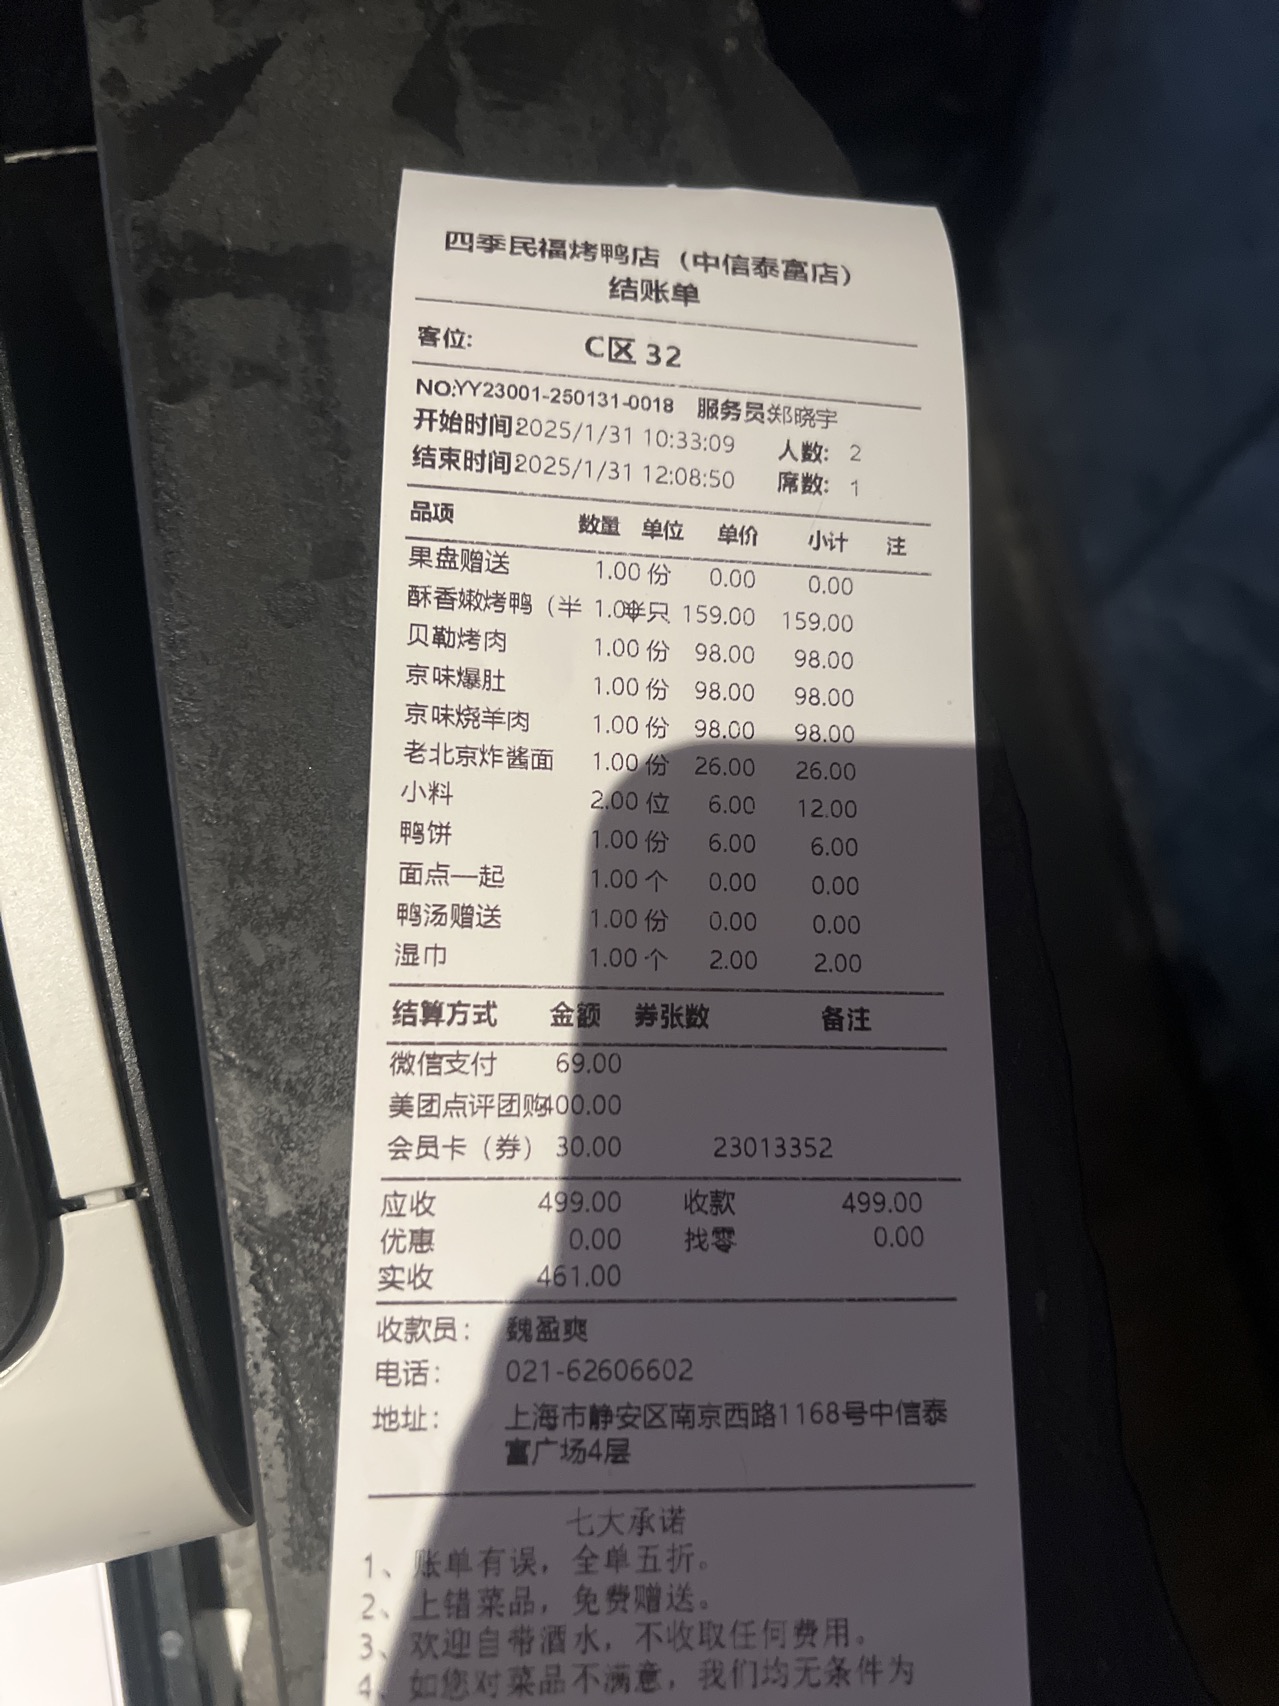 四季民福烤鸭店（中信泰富店）
结账单
客位: C区 32
NO:YY23001-250131-0018 服务员:郑晓宇
开始时间2025/1/31 10:33:09 人数: 2
结束时间2025/1/31 12:08:50 席数: 1
品项 数量 单位 单价 小计 注
果盘赠送 1.00 份 0.00 0.00
酥香嫩烤鸭（半 1.00半只 159.00 159.00
贝勒烤肉 1.00 份 98.00 98.00
京味爆肚 1.00 份 98.00 98.00
京味烧羊肉 1.00 份 98.00 98.00
老北京炸酱面 1.00 份 26.00 26.00
小料 2.00 位 6.00 12.00
鸭饼 1.00 份 6.00 6.00
面点一起 1.00 个 0.00 0.00
鸭汤赠送 1.00 份 0.00 0.00
湿巾 1.00 个 2.00 2.00
结算方式 金额 券张数 备注
微信支付 69.00
美团点评团购400.00
会员卡（券） 30.00 23013352
应收 499.00 收款 499.00
优惠 0.00 找零 0.00
实收 461.00
收款员: 魏盈爽
电话: 021-62606602
地址: 上海市静安区南京西路1168号中信泰
富广场4层
七大承诺
1、账单有误，全单五折。
2、上错菜品，免费赠送。
3、欢迎自带酒水，不收取任何费用。
4、如您对菜品不满意，我们均无条件为